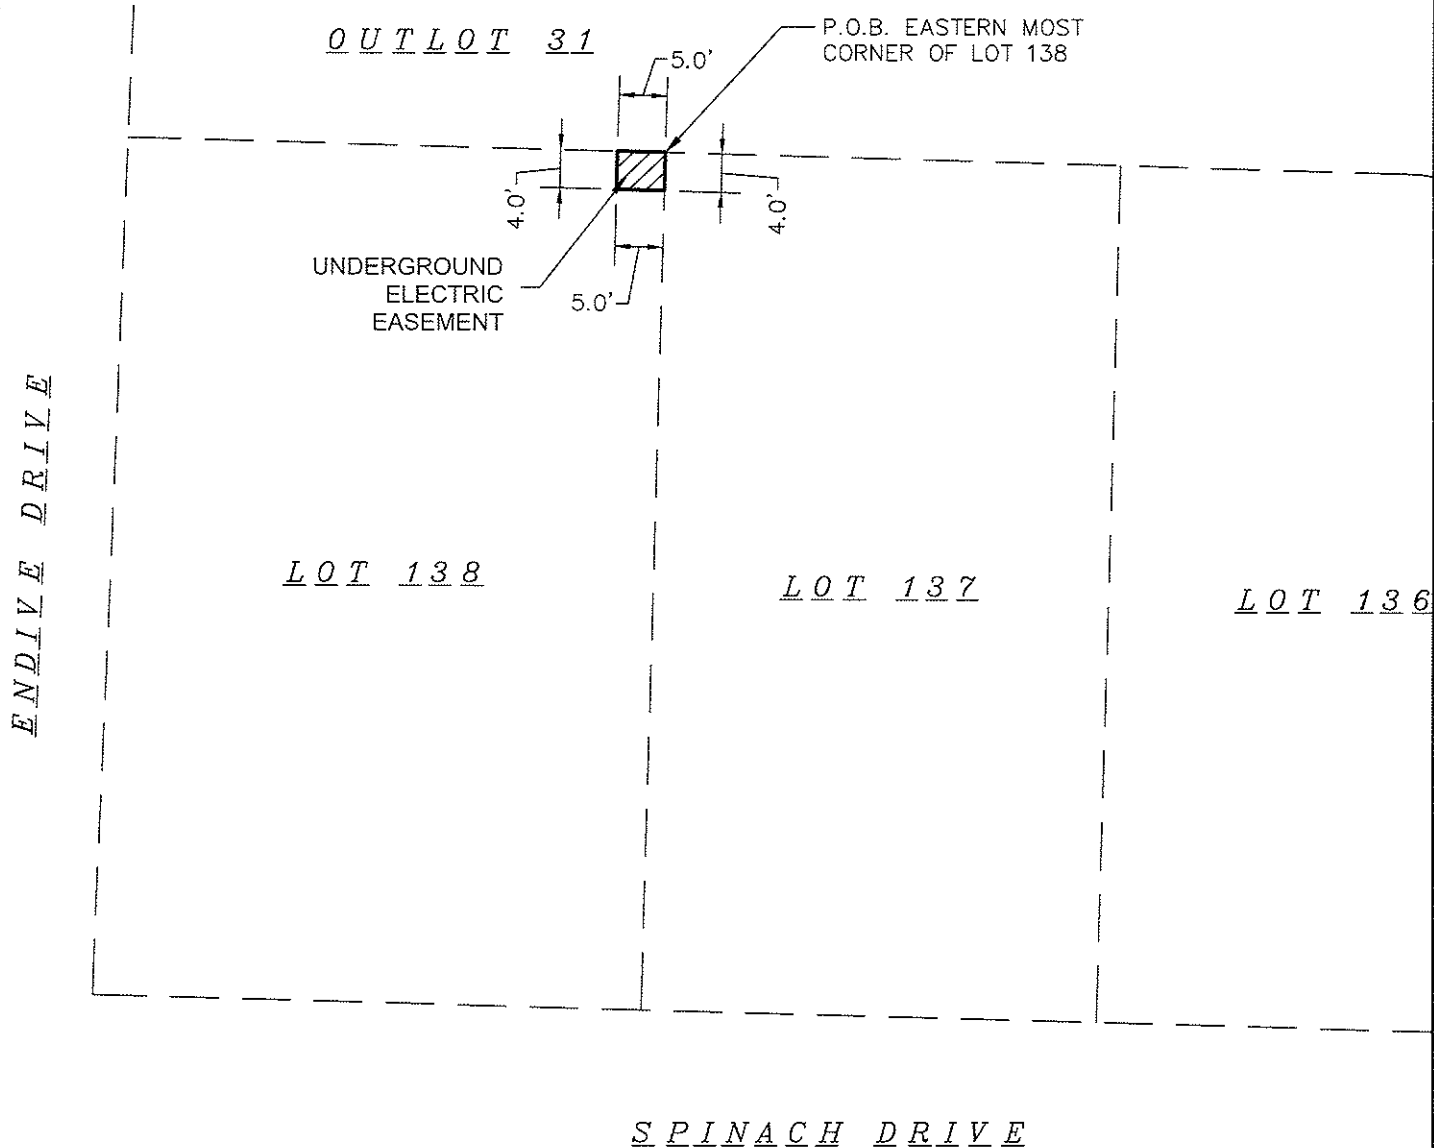 OUTLOT 31
P.O.B. EASTERN MOST
CORNER OF LOT 138
5.0'
4.0'
4.0'
UNDERGROUND
ELECTRIC
EASEMENT
5.0'
ENDIVE DRIVE
LOT 138
LOT 137
LOT 136
SPINACH DRIVE